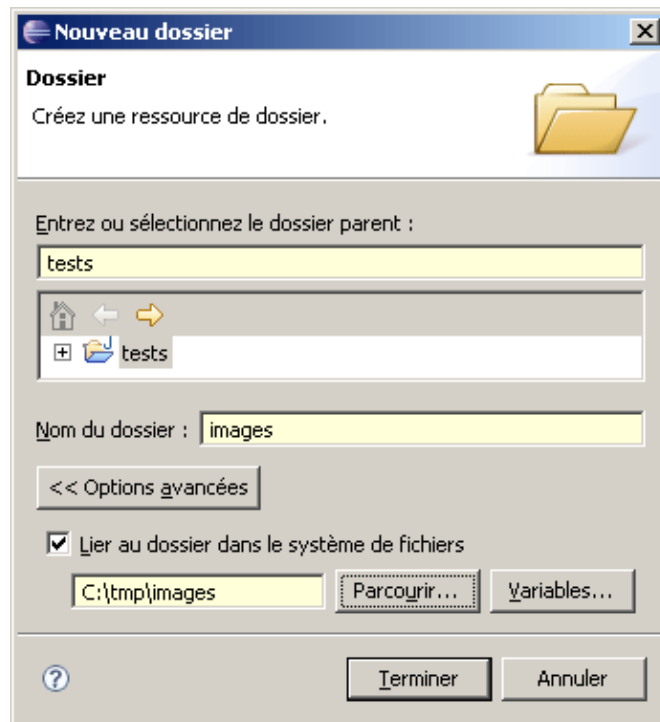 Nouveau dossier
Dossier
Créez une ressource de dossier.
Entrez ou sélectionnez le dossier parent :
tests
tests
Nom du dossier : images
<< Options avancées
Lier au dossier dans le système de fichiers
C:\tmp\images Parcourir... Variables...
? Terminer Annuler